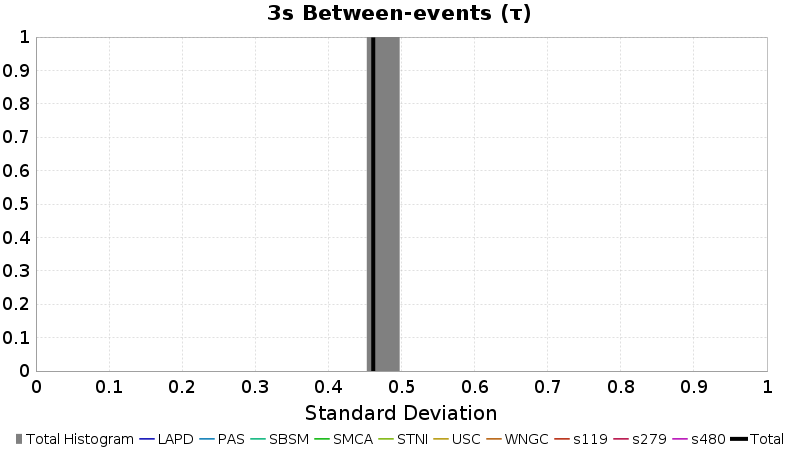 3s Between-events (τ)
1
0.9
0.8
0.7
0.6
0.5
0.4
0.3
0.2
0.1
0
0 0.1 0.2 0.3 0.4 0.5 0.6 0.7 0.8 0.9 1
Standard Deviation
Total Histogram LAPD PAS SBSM SMCA STNI USC WNGC s119 s279 s480 Total